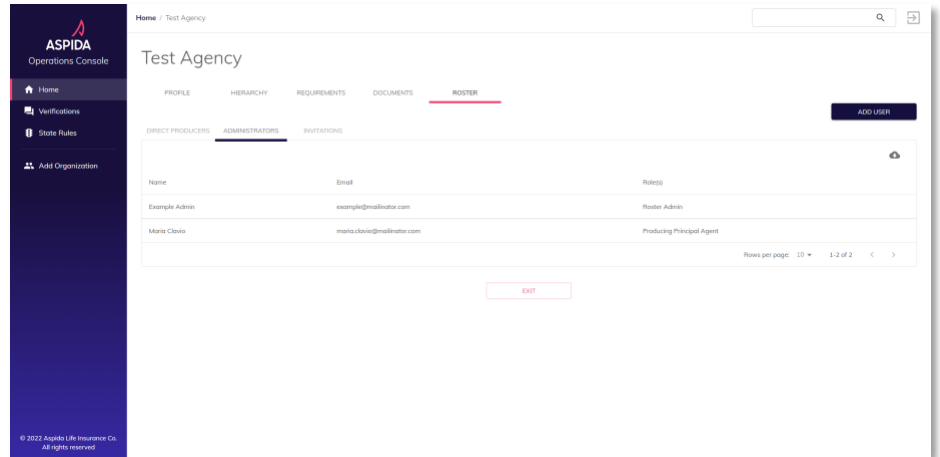 ASPIDA
Operations Console
Home
Verifications
State Rules
Add Organization
© 2022 Aspida Life Insurance Co.
All rights reserved
Home / Test Agency
Test Agency
PROFILE HIERARCHY REQUIREMENTS DOCUMENTS ROSTER
ADD USER
DIRECT PRODUCERS ADMINISTRATORS INVITATIONS
Name Email Role(s)
Example Admin example@mailinator.com Roster Admin
Maria Clavio maria.clavio@mailinator.com Producing Principal Agent
Rows per page: 10 1-2 of 2
EXIT